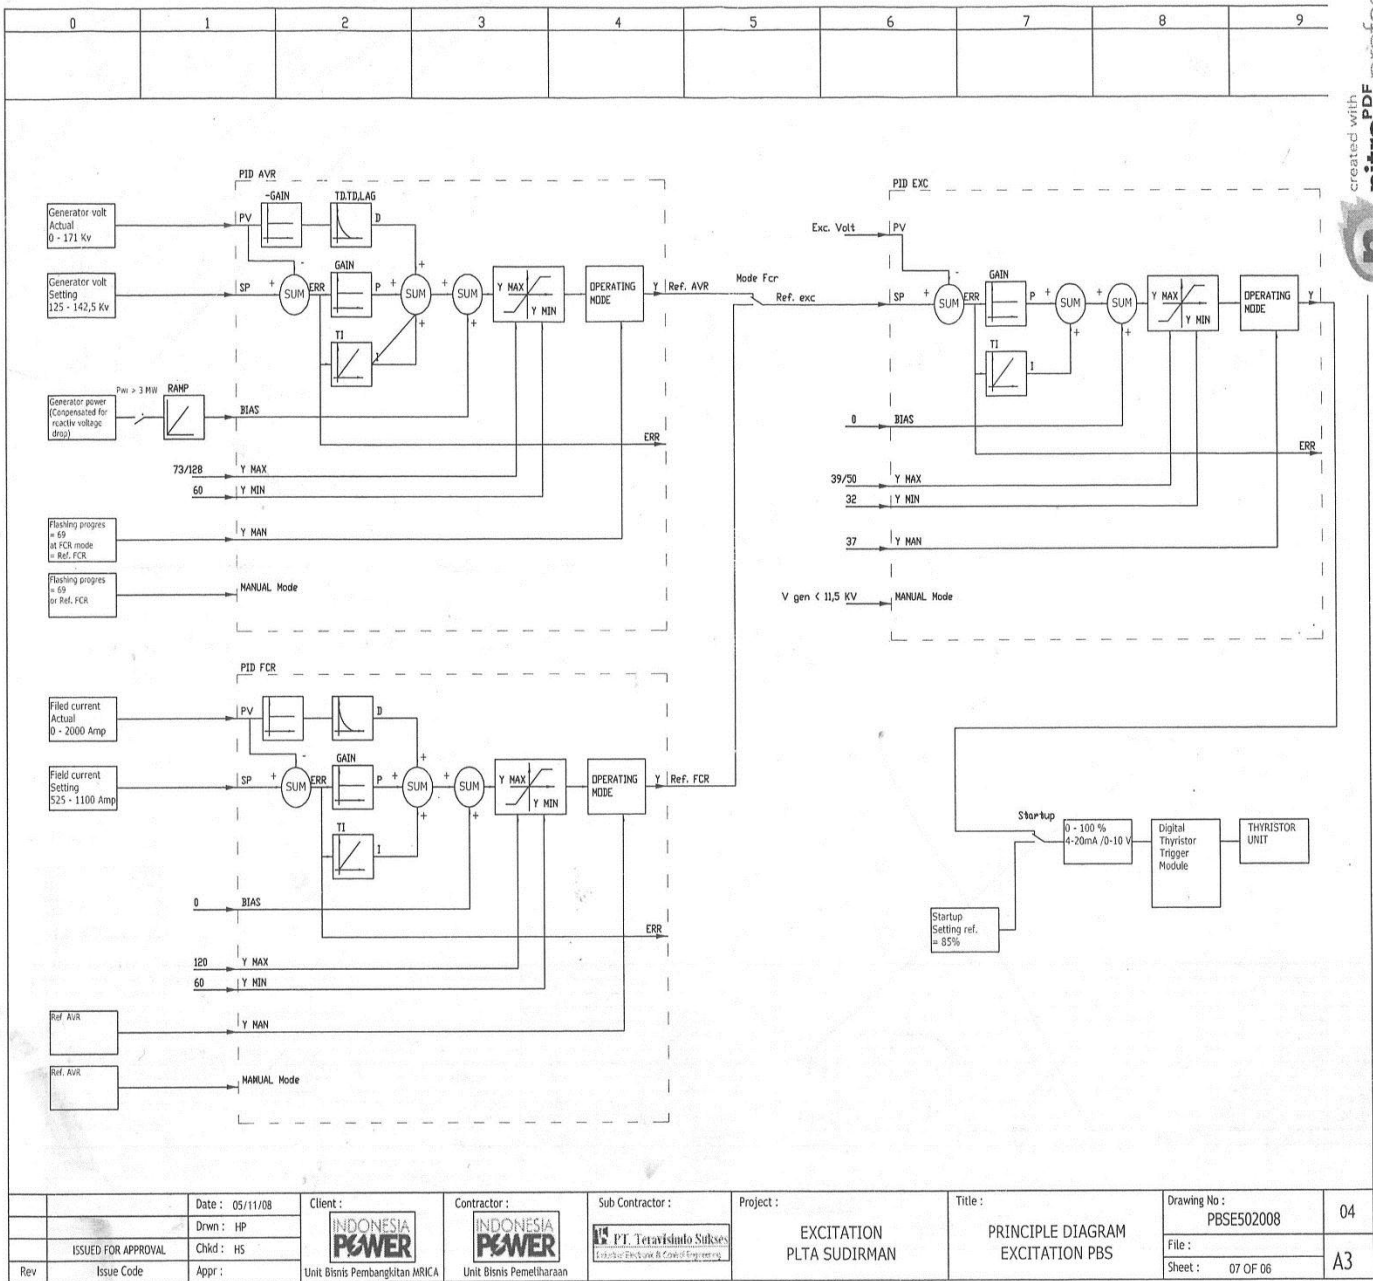 0 1 2 3 4 5 6 7 8 9
created with
nitro PDF
PID AVR
-GAIN
TD.TD,LAG
Generator volt
Actual
0 - 171 Kv
PV
D
-
+
GAIN
Generator volt
Setting
125 - 142,5 Kv
SP
+
SUM
ERR
P
+
SUM
+
SUM
Y MAX
Y MIN
OPERATING
MODE
Y
Ref. AVR
+
+
TI
I
Generator power
(Conpensated for
reactiv voltage
drop)
Pwr > 3 MW
RAMP
BIAS
ERR
73/128
Y MAX
60
Y MIN
Flashing progres
= 69
at FCR mode
= Ref. FCR
Y MAN
Flashing progres
= 69
or Ref. FCR
MANUAL Mode
Mode Fcr
Ref. exc
PID EXC
Exc. Volt
PV
-
GAIN
SP
+
SUM
ERR
P
+
SUM
+
SUM
Y MAX
Y MIN
OPERATING
MODE
Y
+
+
TI
I
0
BIAS
ERR
39/50
Y MAX
32
Y MIN
37
Y MAN
V gen < 11,5 KV
MANUAL Mode
PID FCR
Filed current
Actual
0 - 2000 Amp
PV
D
-
+
GAIN
Field current
Setting
525 - 1100 Amp
SP
+
SUM
ERR
P
+
SUM
+
SUM
Y MAX
Y MIN
OPERATING
MODE
Y
Ref. FCR
+
+
TI
I
0
BIAS
ERR
120
Y MAX
60
Y MIN
Ref. AVR
Y MAN
Ref. AVR
MANUAL Mode
Startup
0 - 100 %
4-20mA /0-10 V
Digital
Thyristor
Trigger
Module
THYRISTOR
UNIT
Startup
Setting ref.
= 85%
ISSUED FOR APPROVAL
Rev
Issue Code
Date : 05/11/08
Drwn : HP
Chkd : HS
Appr :
Client :
INDONESIA
POWER
Unit Bisnis Pembangkitan MRICA
Contractor :
INDONESIA
POWER
Unit Bisnis Pemeliharaan
Sub Contractor :
PT. Teravisindo Sukses
Project :
EXCITATION
PLTA SUDIRMAN
Title :
PRINCIPLE DIAGRAM
EXCITATION PBS
Drawing No :
PBSE502008
File :
Sheet : 07 OF 06
04
A3